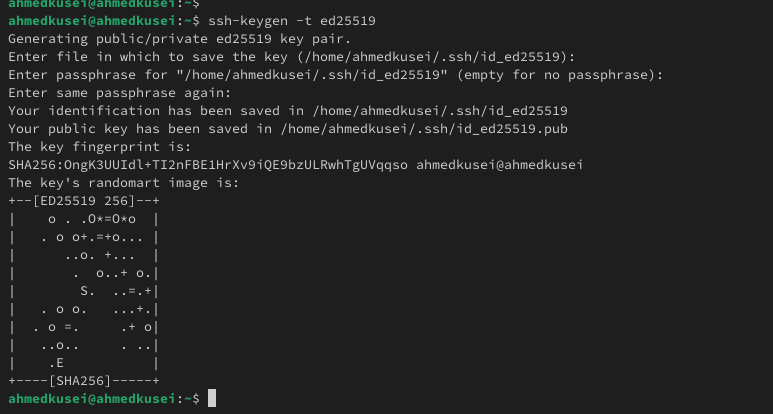 ahmedkusei@ahmedkusei:~$
ahmedkusei@ahmedkusei:~$ ssh-keygen -t ed25519
Generating public/private ed25519 key pair.
Enter file in which to save the key (/home/ahmedkusei/.ssh/id_ed25519):
Enter passphrase for "/home/ahmedkusei/.ssh/id_ed25519" (empty for no passphrase):
Enter same passphrase again:
Your identification has been saved in /home/ahmedkusei/.ssh/id_ed25519
Your public key has been saved in /home/ahmedkusei/.ssh/id_ed25519.pub
The key fingerprint is:
SHA256:OngK3UUIdl+TI2nFBE1HrXv9iQE9bzULRwhTgUVqqso ahmedkusei@ahmedkusei
The key's randomart image is:
+--[ED25519 256]--+
|    o . .O*=O*o  |
|   . o o+.=+o... |
|      ..o. +...  |
|       .  o..+ o.|
|        S.  ..=.+|
|   . o o.   ...+.|
|  . o =.     .+ o|
|   ..o..     . ..|
|    .E           |
+----[SHA256]-----+
ahmedkusei@ahmedkusei:~$